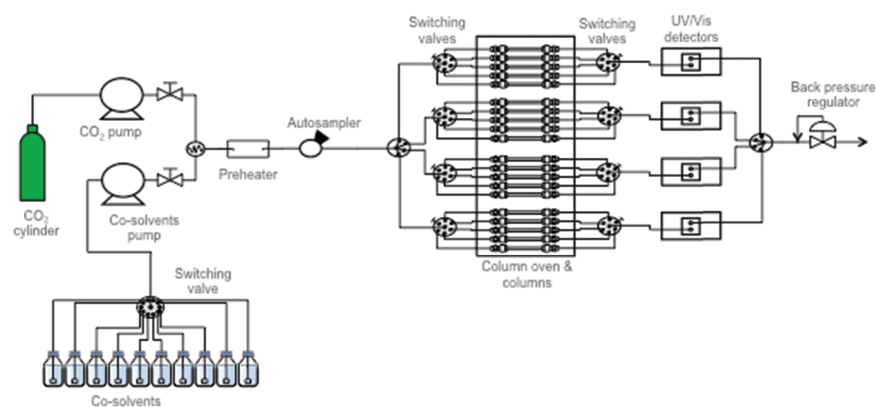 Switching
valves
Switching
valves
UV/Vis
detectors
Back pressure
regulator
CO₂ pump
Autosampler
Preheater
CO₂
cylinder
Co-solvents
pump
Switching
valve
Column oven &
columns
Co-solvents